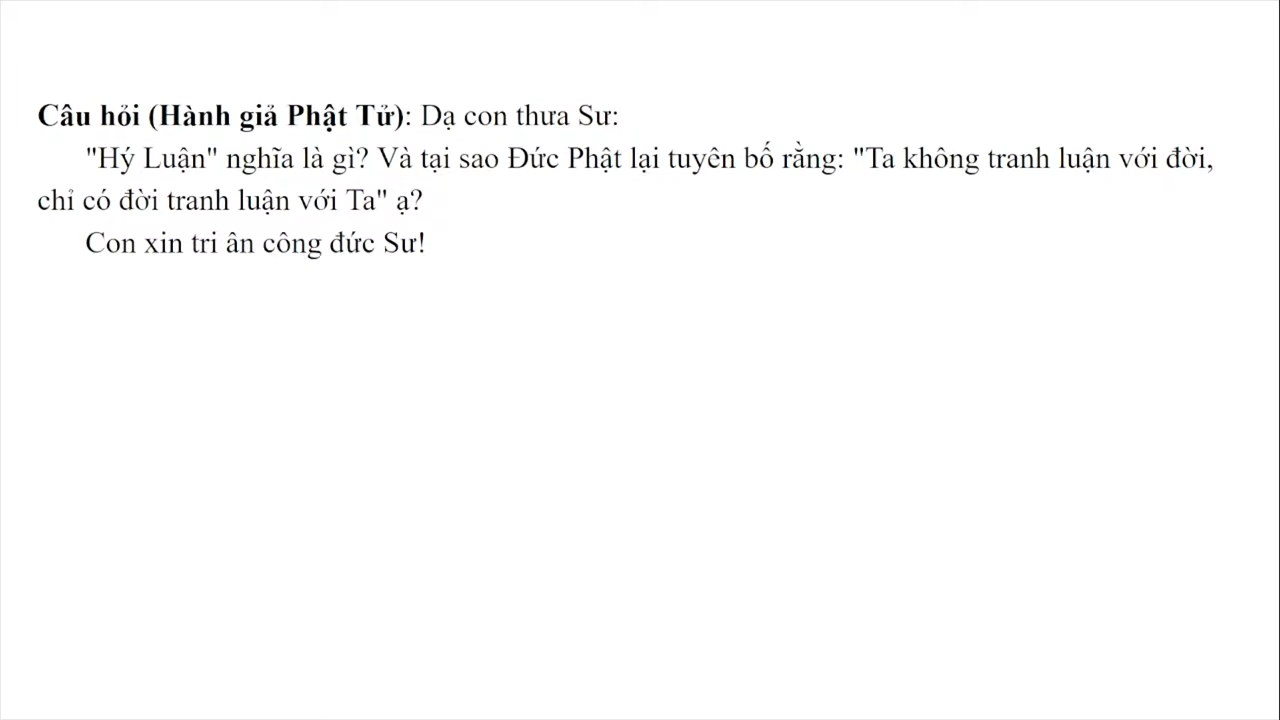 Câu hỏi (Hành giả Phật Tử): Dạ con thưa Sư:
"Hý Luận" nghĩa là gì? Và tại sao Đức Phật lại tuyên bố rằng: "Ta không tranh luận với đời,
chỉ có đời tranh luận với Ta" ạ?
Con xin tri ân công đức Sư!